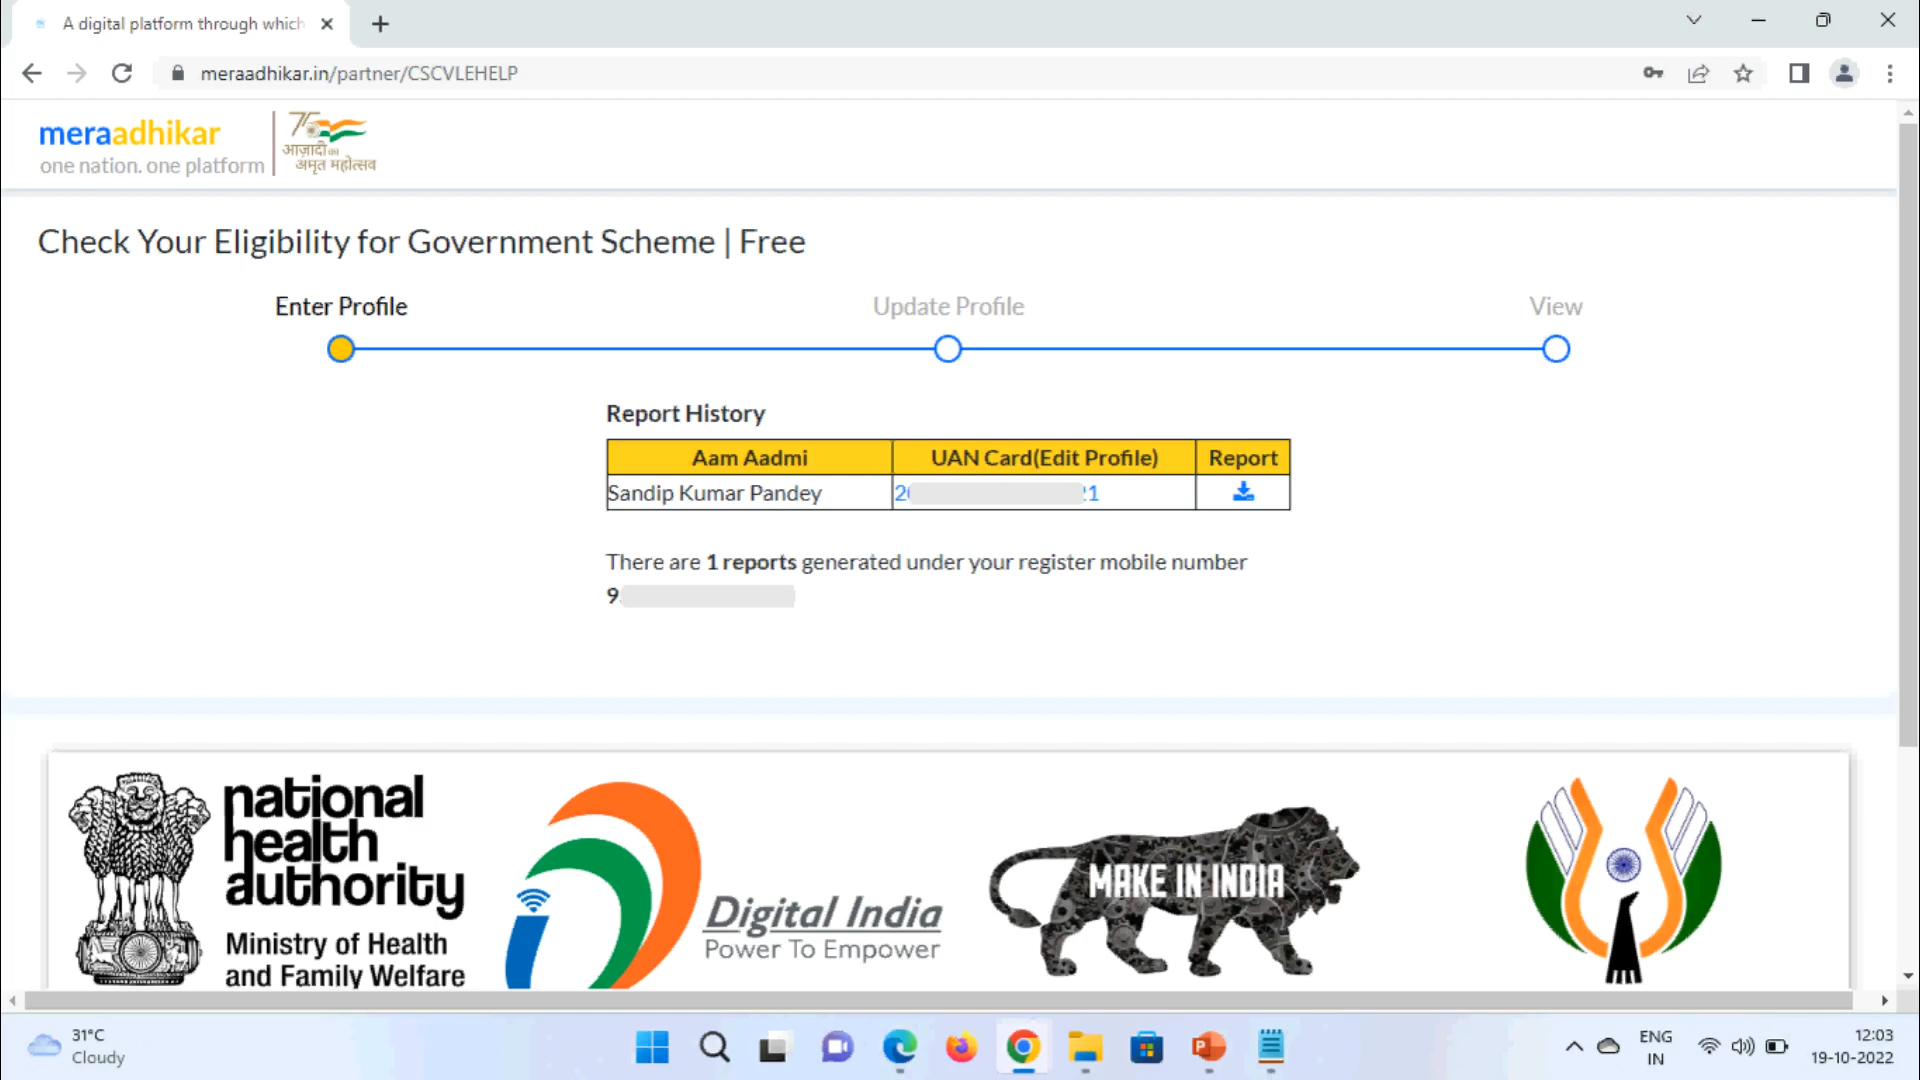 A digital platform through which
meraadhikar.in/partner/CSCVLEHELP
meraadhikar
one nation. one platform
75
आज़ादी का
अमृत महोत्सव
Check Your Eligibility for Government Scheme | Free
Enter Profile
Update Profile
View
Report History
Aam Aadmi
UAN Card(Edit Profile)
Report
Sandip Kumar Pandey
There are 1 reports generated under your register mobile number
9
national
health
authority
Ministry of Health
and Family Welfare
Digital India
Power To Empower
MAKE IN INDIA
31°C
Cloudy
ENG
IN
12:03
19-10-2022